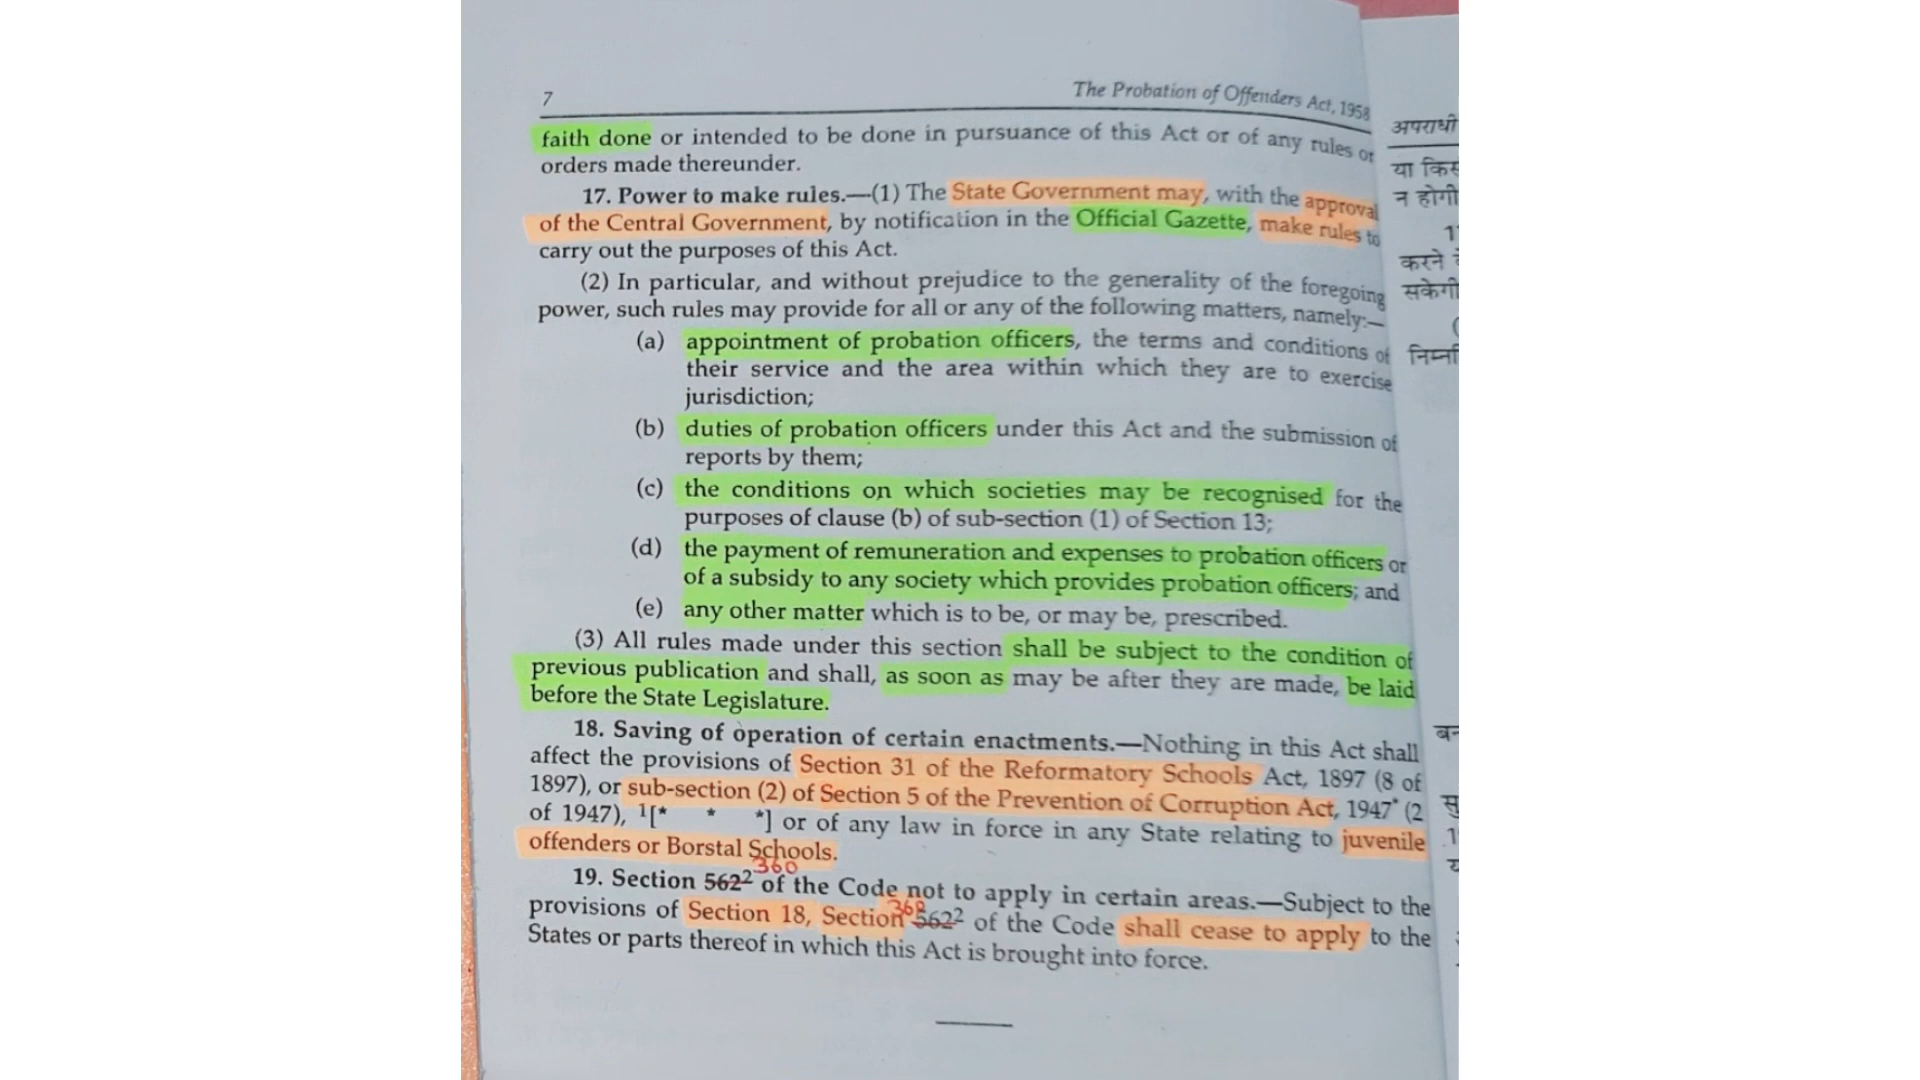 7
The Probation of Offenders Act, 1958
faith done or intended to be done in pursuance of this Act or of any rules or
orders made thereunder.
17. Power to make rules.—(1) The State Government may, with the approval
of the Central Government, by notification in the Official Gazette, make rules to
carry out the purposes of this Act.
(2) In particular, and without prejudice to the generality of the foregoing
power, such rules may provide for all or any of the following matters, namely:—
(a) appointment of probation officers, the terms and conditions of
their service and the area within which they are to exercise
jurisdiction;
(b) duties of probation officers under this Act and the submission of
reports by them;
(c) the conditions on which societies may be recognised for the
purposes of clause (b) of sub-section (1) of Section 13;
(d) the payment of remuneration and expenses to probation officers or
of a subsidy to any society which provides probation officers; and
(e) any other matter which is to be, or may be, prescribed.
(3) All rules made under this section shall be subject to the condition of
previous publication and shall, as soon as may be after they are made, be laid
before the State Legislature.
18. Saving of operation of certain enactments.—Nothing in this Act shall
affect the provisions of Section 31 of the Reformatory Schools Act, 1897 (8 of
1897), or sub-section (2) of Section 5 of the Prevention of Corruption Act, 1947* (2
of 1947), ¹[* * *] or of any law in force in any State relating to juvenile
offenders or Borstal Schools.
360
19. Section 562² of the Code not to apply in certain areas.—Subject to the
360
provisions of Section 18, Section 562² of the Code shall cease to apply to the
States or parts thereof in which this Act is brought into force.
अपराधी
न होगी
करने